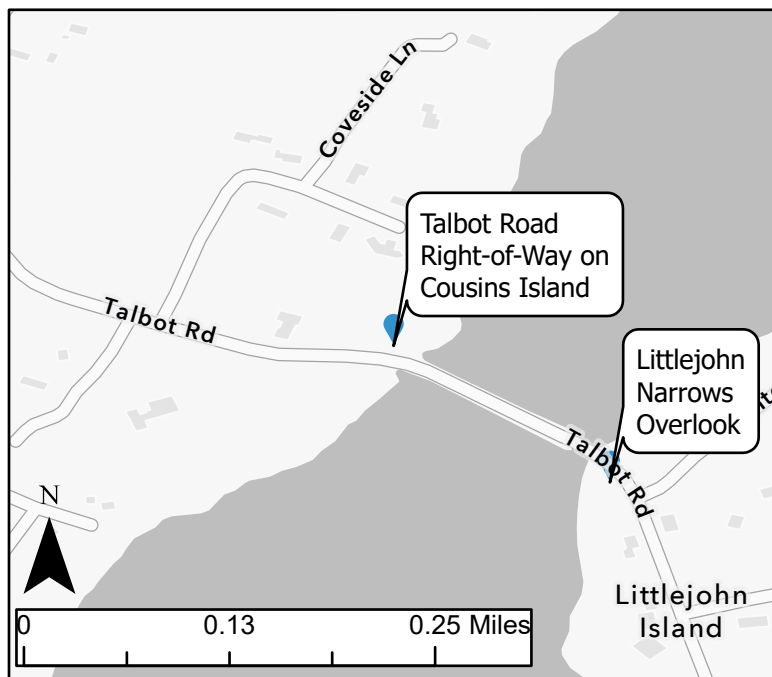 Coveside Ln
Talbot Road
Right-of-Way on
Cousins Island
Talbot Rd
Littlejohn
Narrows
Overlook
Talbot Rd
N
Littlejohn
Island
0 0.13 0.25 Miles